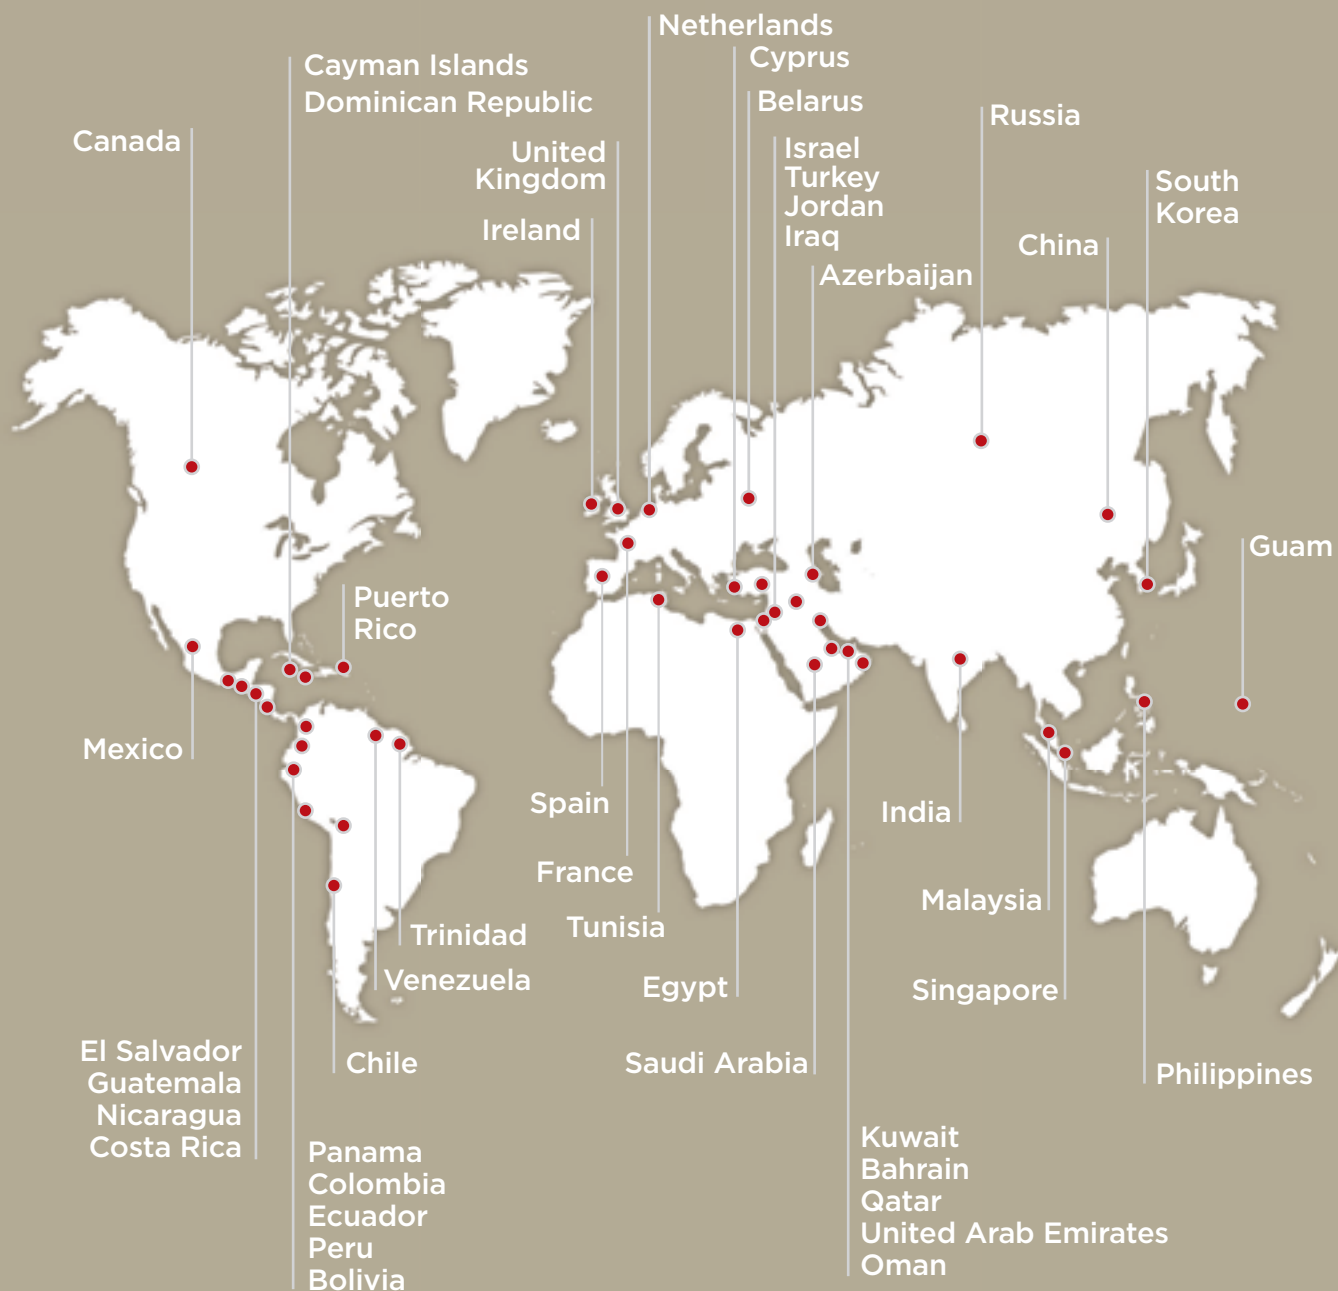 Netherlands
Cyprus
Cayman Islands
Dominican Republic
Belarus
Russia
Canada
United
Kingdom
Israel
Turkey
Jordan
Iraq
South
Korea
Ireland
China
Azerbaijan
Guam
Puerto
Rico
Mexico
Spain
India
France
Malaysia
Tunisia
Trinidad
Venezuela
Egypt
Singapore
El Salvador
Guatemala
Nicaragua
Costa Rica
Chile
Saudi Arabia
Philippines
Panama
Colombia
Ecuador
Peru
Bolivia
Kuwait
Bahrain
Qatar
United Arab Emirates
Oman